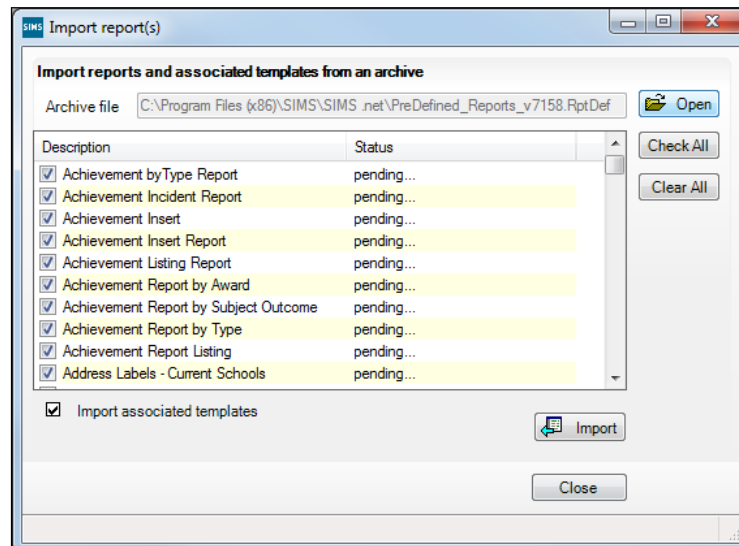 SIMS Import report(s)
Import reports and associated templates from an archive
Archive file C:\Program Files (x86)\SIMS\SIMS .net\PreDefined_Reports_v7158.RptDef Open
Description Status Check All
Achievement by Type Report pending...
Achievement Incident Report pending... Clear All
Achievement Insert pending...
Achievement Insert Report pending...
Achievement Listing Report pending...
Achievement Report by Award pending...
Achievement Report by Subject Outcome pending...
Achievement Report by Type pending...
Achievement Report Listing pending...
Address Labels - Current Schools pending...
Import associated templates
Import
Close